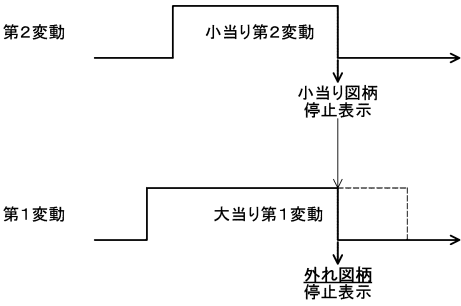 第２変動
小当り第２変動
小当り図柄
停止表示
第１変動
大当り第１変動
外れ図柄
停止表示